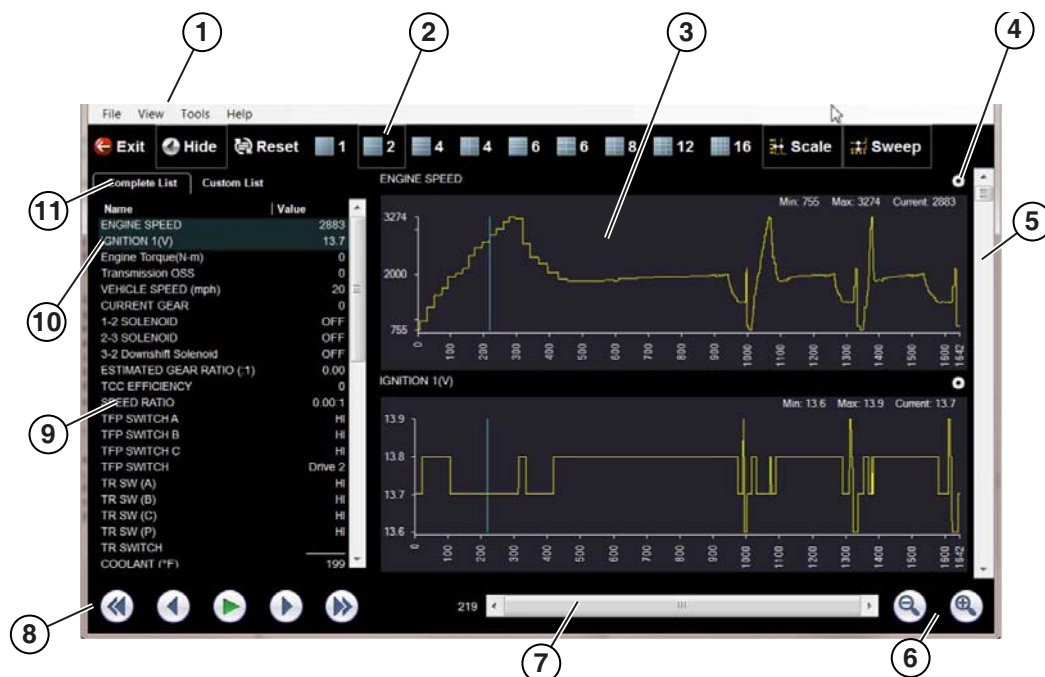 1
2
3
4
File View Tools Help
Exit Hide Reset 1 2 4 4 6 6 8 12 16 Scale Sweep
11
Complete List Custom List
Name Value
ENGINE SPEED 2883
IGNITION 1(V) 13.7
Engine Torque(N-m) 0
Transmission OSS 0
VEHICLE SPEED (mph) 20
CURRENT GEAR 0
1-2 SOLENOID OFF
2-3 SOLENOID OFF
3-2 Downshift Solenoid OFF
ESTIMATED GEAR RATIO (:1) 0.00
TCC EFFICIENCY 0
SPEED RATIO 0.00:1
TFP SWITCH A HI
TFP SWITCH B HI
TFP SWITCH C HI
TFP SWITCH Drive 2
TR SW (A) HI
TR SW (B) HI
TR SW (C) HI
TR SW (P) HI
TR SWITCH
COOLANT (°F) 199
10
9
ENGINE SPEED
Min: 755 Max: 3274 Current: 2883
3274
2000
755
0 100 200 300 400 500 600 700 800 900 1000 1100 1200 1300 1400 1500 1600 1642
5
IGNITION 1(V)
Min: 13.6 Max: 13.9 Current: 13.7
13.9
13.8
13.7
13.6
0 100 200 300 400 500 600 700 800 900 1000 1100 1200 1300 1400 1500 1600 1642
219
8
7
6